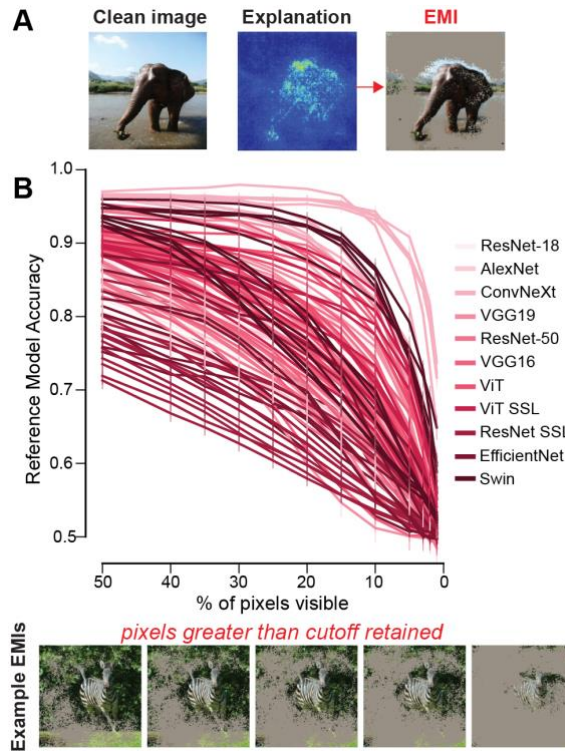 A
Clean image Explanation EMI
B
1.0
0.9
0.8
0.7
0.6
0.5
Reference Model Accuracy
ResNet-18
AlexNet
ConvNeXt
VGG19
ResNet-50
VGG16
ViT
ViT SSL
ResNet SSL
EfficientNet
Swin
50 40 30 20 10 0
% of pixels visible
pixels greater than cutoff retained
Example EMIs